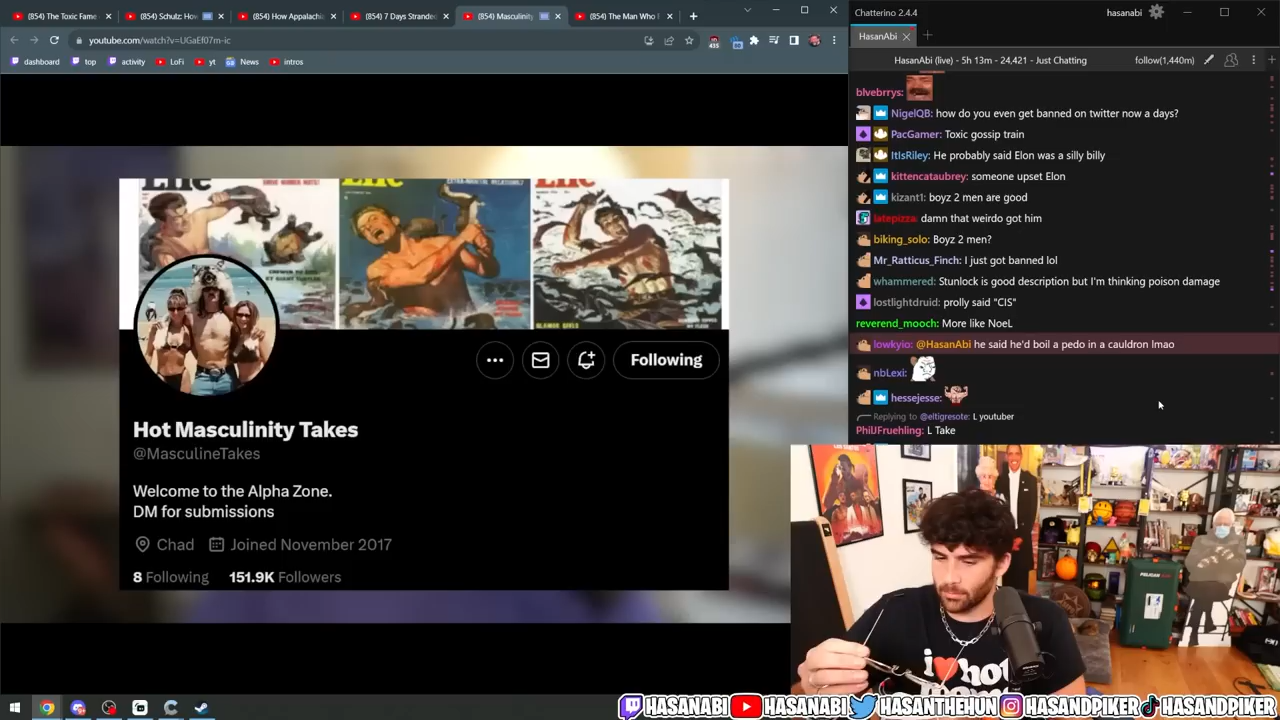 (854) The Toxic Fame
(854) Schulz: How
(854) How Appalachi
(854) 7 Days Strande
(854) Masculinity
(854) The Man Who
Chatterino 2.4.4
hasanabi
HasanAbi
youtube.com/watch?v=UGaEf07m-ic
dashboard
top
activity
LoFi
yt
News
intros
HasanAbi (live) - 5h 13m - 24,421 - Just Chatting
follow(1,440m)
blvebrrys:
NigelQB: how do you even get banned on twitter now a days?
PacGamer: Toxic gossip train
ItIsRiley: He probably said Elon was a silly billy
kittencataubrey: someone upset Elon
kizant1: boyz 2 men are good
latepizza: damn that weirdo got him
biking_solo: Boyz 2 men?
Mr_Ratticus_Finch: I just got banned lol
whammered: Stunlock is good description but I'm thinking poison damage
lostlightdruid: prolly said "CIS"
reverend_mooch: More like NoeL
lowkyio: @HasanAbi he said he'd boil a pedo in a cauldron lmao
nbLexi:
hessejesse:
Replying to @eltigresote: L youtuber
PhilJFruehling: L Take
Following
Hot Masculinity Takes
@MasculineTakes
Welcome to the Alpha Zone.
DM for submissions
Chad
Joined November 2017
8 Following
151.9K Followers
PELICAN
i ♥ hot
HASANABI
HASANABI
HASANTHEHUN
HASANDPIKER
HASANDPIKER